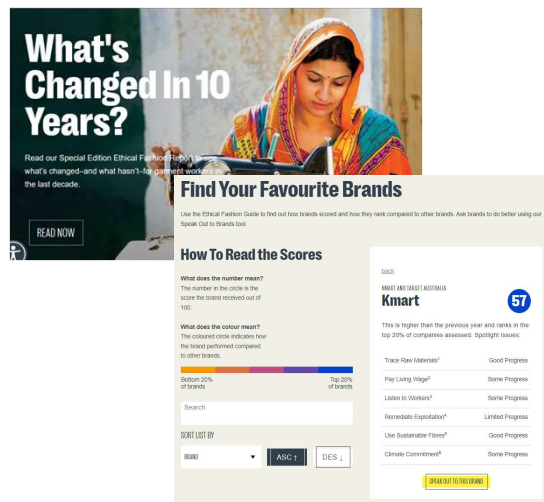 What's
Changed In 10
Years?
Read our Special Edition Ethical Fashion Report to see
what's changed–and what hasn't–for garment workers in
the last decade.
READ NOW
Find Your Favourite Brands
Use the Ethical Fashion Guide to find out how brands scored and how they rank compared to other brands. Ask brands to do better using our
Speak Out to Brands tool.
How To Read the Scores
What does the number mean?
The number in the circle is the
score the brand received out of
100.
What does the colour mean?
The coloured circle indicates how
the brand performed compared
to other brands.
Bottom 20%
of brands
Top 20%
of brands
Search
SORT LIST BY
BRAND
ASC ↑
DES ↓
back
KMART AND TARGET AUSTRALIA
Kmart
57
This is higher than the previous year and ranks in the
top 20% of companies assessed. Spotlight Issues:
Trace Raw Materials¹ Good Progress
Pay Living Wage² Some Progress
Listen to Workers³ Some Progress
Remediate Exploitation⁴ Limited Progress
Use Sustainable Fibres⁵ Good Progress
Climate Commitment⁶ Some Progress
SPEAK OUT TO THIS BRAND